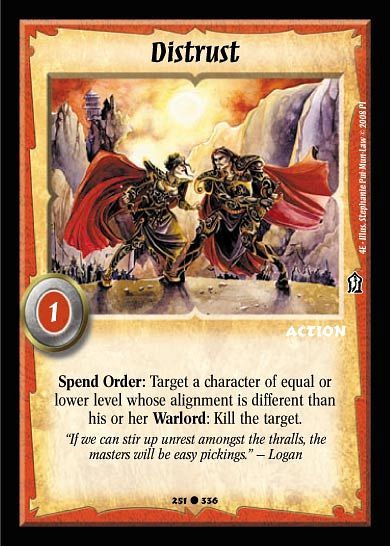 Distrust
4E - Illus. Stephanie Pui-Mun Law © 2008 PI
1
ACTION
Spend Order: Target a character of equal or
lower level whose alignment is different than
his or her Warlord: Kill the target.
“If we can stir up unrest amongst the thralls, the
masters will be easy pickings.” – Logan
251 ● 336